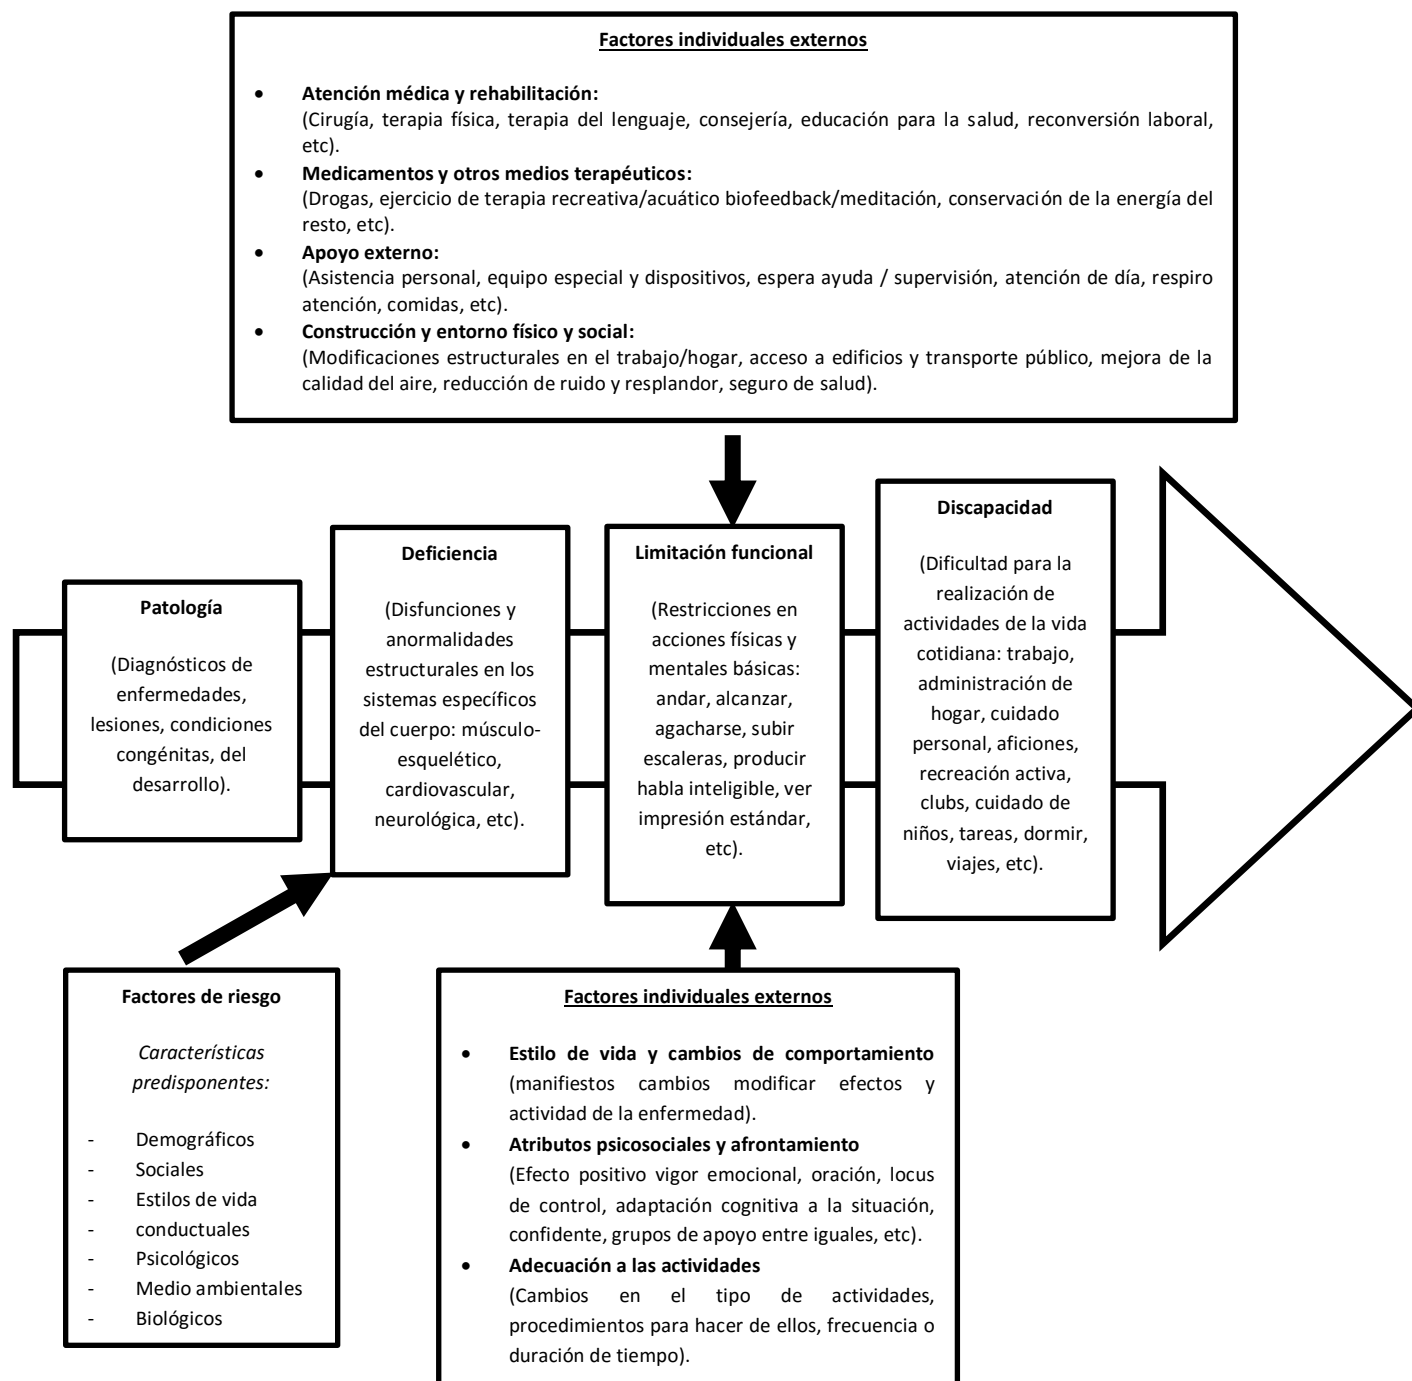 Factores individuales externos
• Atención médica y rehabilitación:
(Cirugía, terapia física, terapia del lenguaje, consejería, educación para la salud, reconversión laboral,
etc).
• Medicamentos y otros medios terapéuticos:
(Drogas, ejercicio de terapia recreativa/acuático biofeedback/meditación, conservación de la energía del
resto, etc).
• Apoyo externo:
(Asistencia personal, equipo especial y dispositivos, espera ayuda / supervisión, atención de día, respiro
atención, comidas, etc).
• Construcción y entorno físico y social:
(Modificaciones estructurales en el trabajo/hogar, acceso a edificios y transporte público, mejora de la
calidad del aire, reducción de ruido y resplandor, seguro de salud).
Patología
(Diagnósticos de
enfermedades,
lesiones, condiciones
congénitas, del
desarrollo).
Deficiencia
(Disfunciones y
anormalidades
estructurales en los
sistemas específicos
del cuerpo: músculo-
esquelético,
cardiovascular,
neurológica, etc).
Limitación funcional
(Restricciones en
acciones físicas y
mentales básicas:
andar, alcanzar,
agacharse, subir
escaleras, producir
habla inteligible, ver
impresión estándar,
etc).
Discapacidad
(Dificultad para la
realización de
actividades de la vida
cotidiana: trabajo,
administración de
hogar, cuidado
personal, aficiones,
recreación activa,
clubs, cuidado de
niños, tareas, dormir,
viajes, etc).
Factores de riesgo
Características
predisponentes:
- Demográficos
- Sociales
- Estilos de vida
- conductuales
- Psicológicos
- Medio ambientales
- Biológicos
Factores individuales externos
• Estilo de vida y cambios de comportamiento
(manifiestos cambios modificar efectos y
actividad de la enfermedad).
• Atributos psicosociales y afrontamiento
(Efecto positivo vigor emocional, oración, locus
de control, adaptación cognitiva a la situación,
confidente, grupos de apoyo entre iguales, etc).
• Adecuación a las actividades
(Cambios en el tipo de actividades,
procedimientos para hacer de ellos, frecuencia o
duración de tiempo).